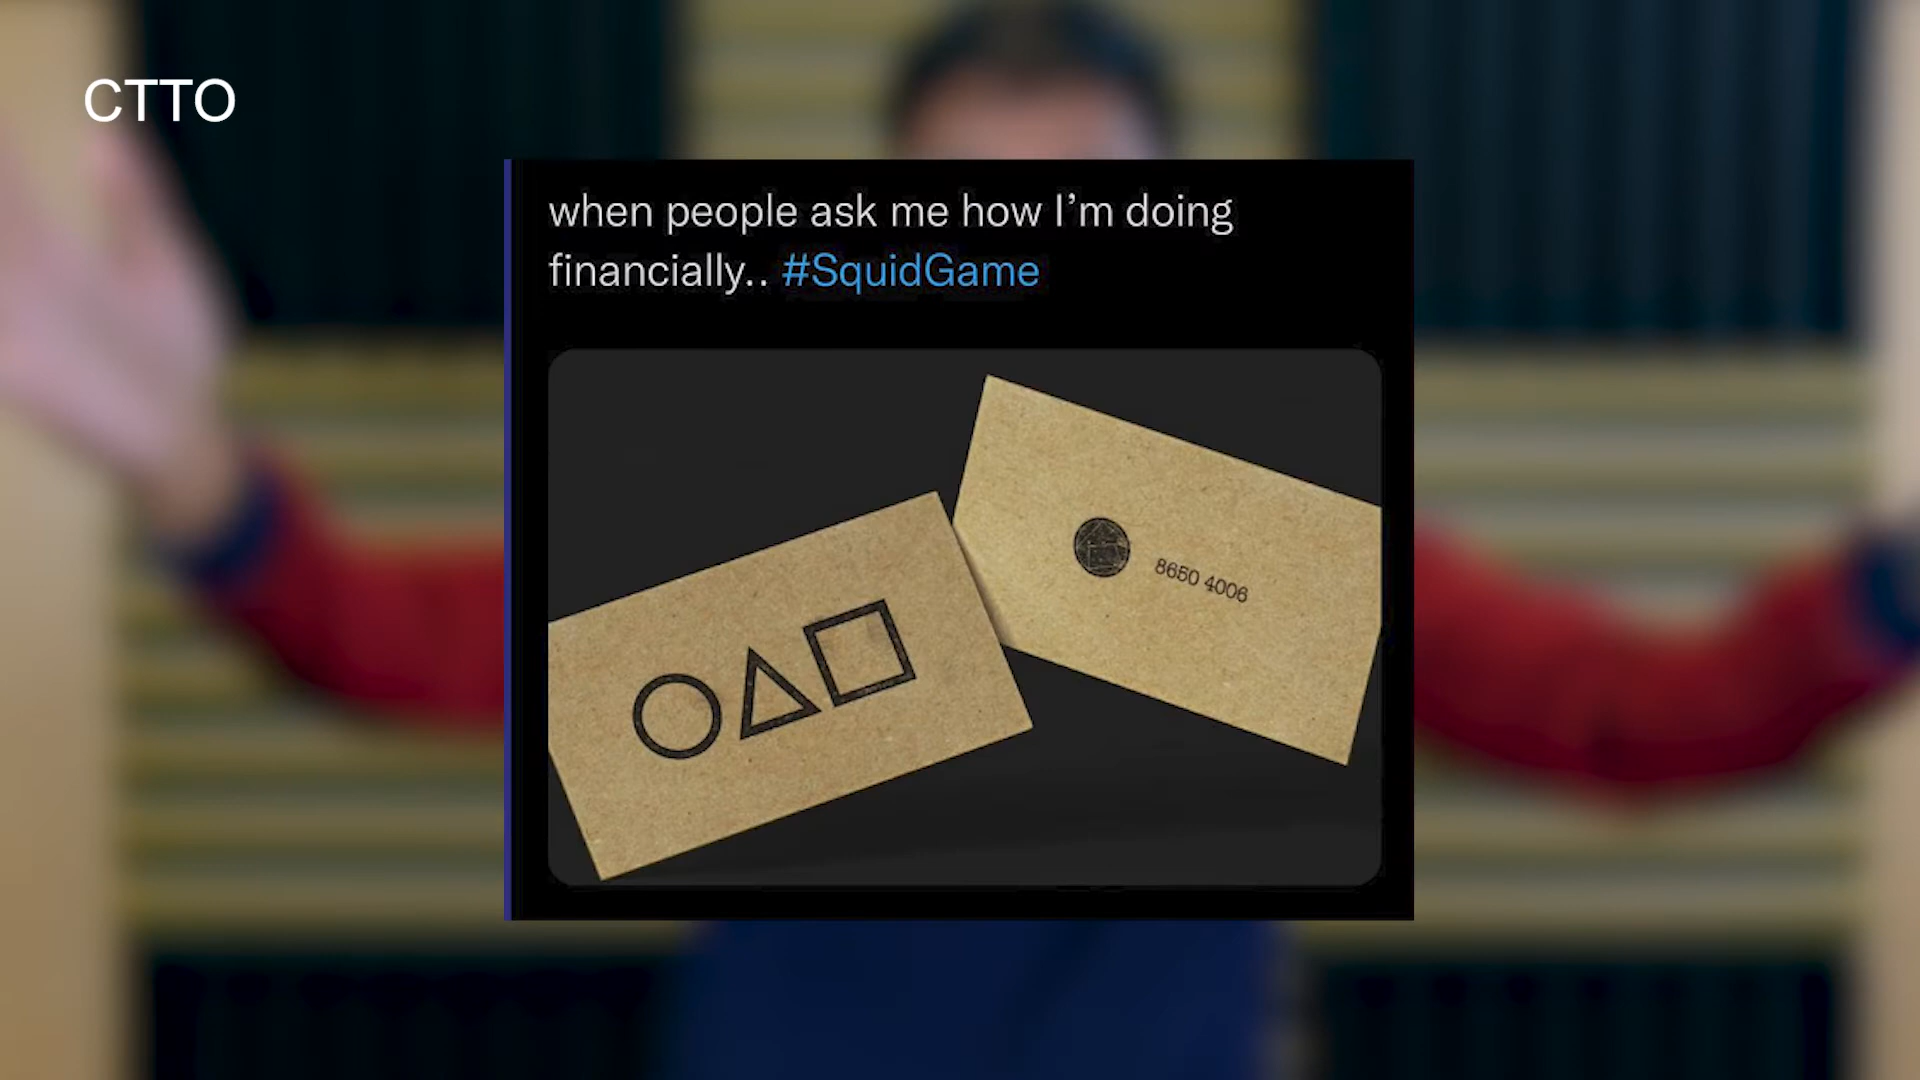 CTTO
when people ask me how I’m doing
financially.. #SquidGame
8650 4006